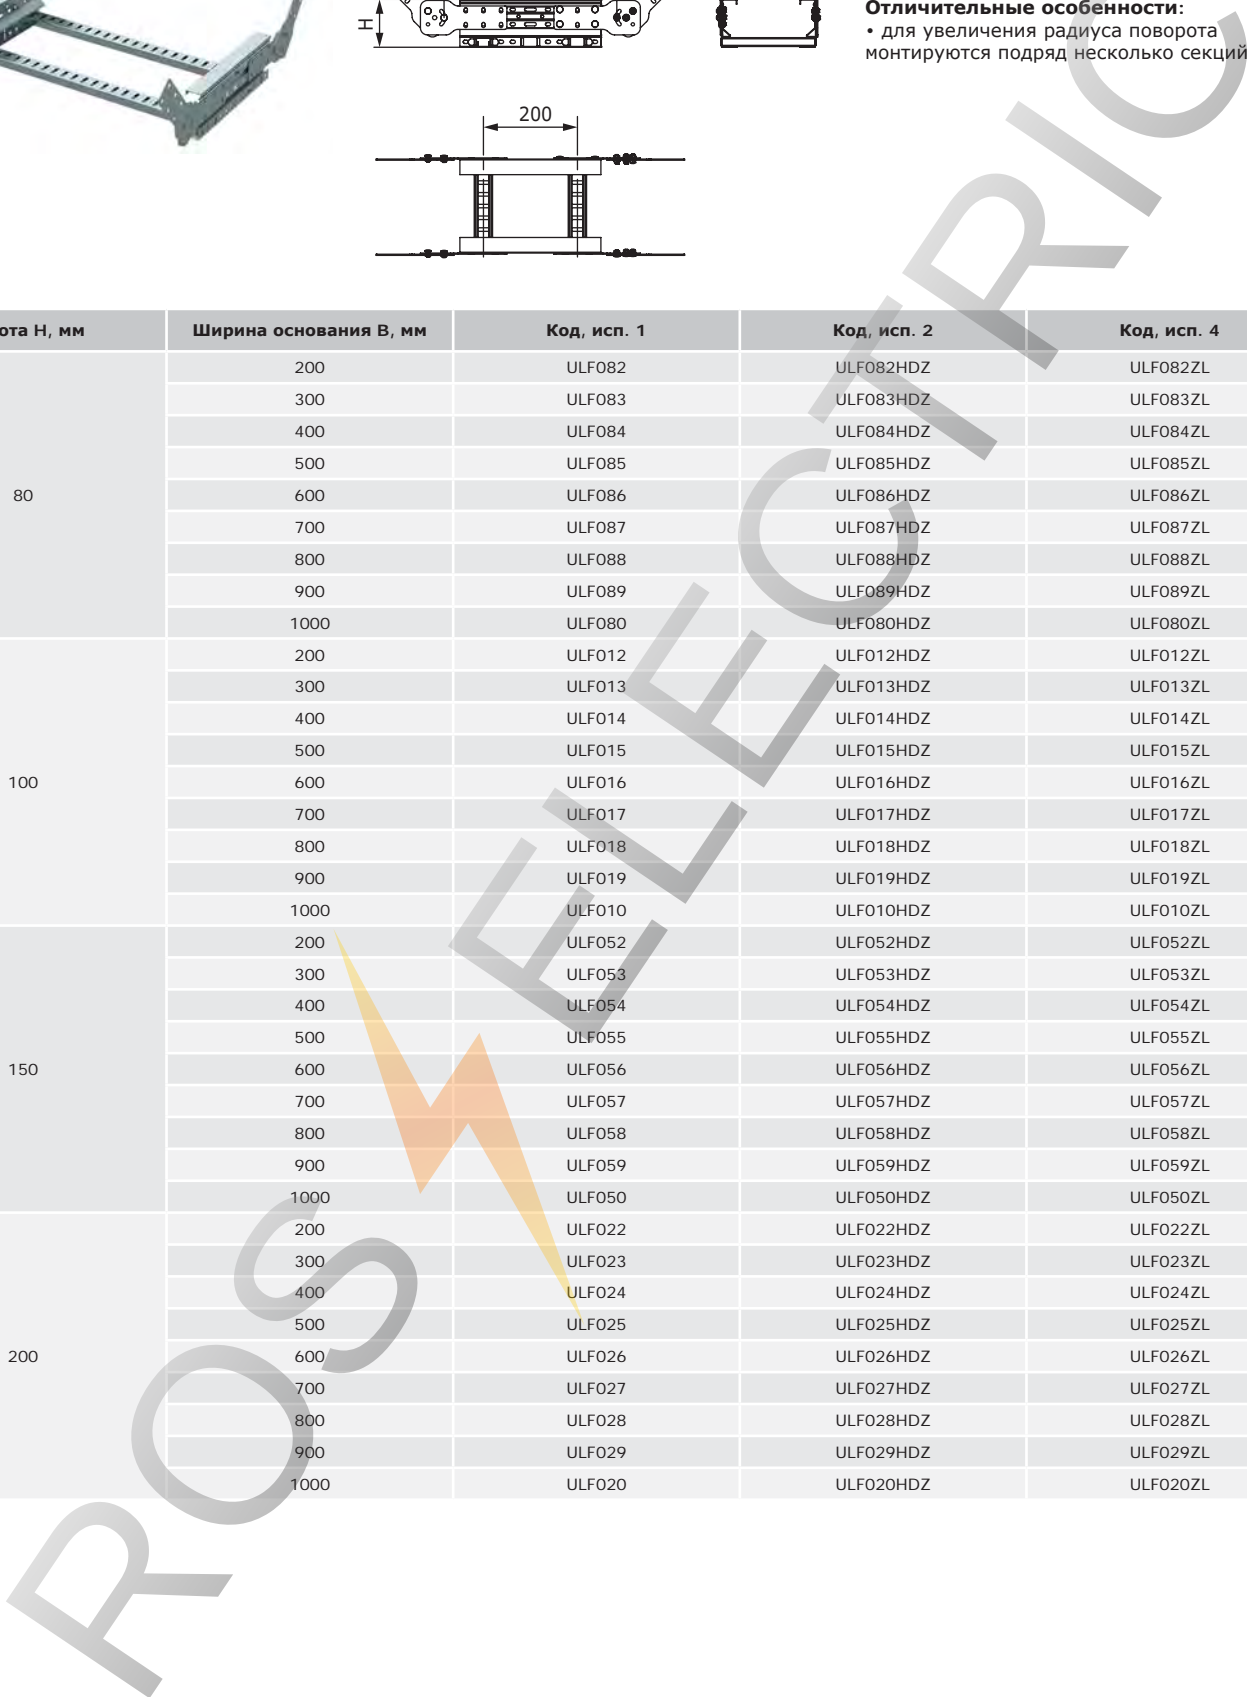 Отличительные особенности:
• для увеличения радиуса поворота
монтируются подряд несколько секций
H
200
ота H, мм Ширина основания B, мм Код, исп. 1 Код, исп. 2 Код, исп. 4
80
200 ULF082 ULF082HDZ ULF082ZL
300 ULF083 ULF083HDZ ULF083ZL
400 ULF084 ULF084HDZ ULF084ZL
500 ULF085 ULF085HDZ ULF085ZL
600 ULF086 ULF086HDZ ULF086ZL
700 ULF087 ULF087HDZ ULF087ZL
800 ULF088 ULF088HDZ ULF088ZL
900 ULF089 ULF089HDZ ULF089ZL
1000 ULF080 ULF080HDZ ULF080ZL
100
200 ULF012 ULF012HDZ ULF012ZL
300 ULF013 ULF013HDZ ULF013ZL
400 ULF014 ULF014HDZ ULF014ZL
500 ULF015 ULF015HDZ ULF015ZL
600 ULF016 ULF016HDZ ULF016ZL
700 ULF017 ULF017HDZ ULF017ZL
800 ULF018 ULF018HDZ ULF018ZL
900 ULF019 ULF019HDZ ULF019ZL
1000 ULF010 ULF010HDZ ULF010ZL
150
200 ULF052 ULF052HDZ ULF052ZL
300 ULF053 ULF053HDZ ULF053ZL
400 ULF054 ULF054HDZ ULF054ZL
500 ULF055 ULF055HDZ ULF055ZL
600 ULF056 ULF056HDZ ULF056ZL
700 ULF057 ULF057HDZ ULF057ZL
800 ULF058 ULF058HDZ ULF058ZL
900 ULF059 ULF059HDZ ULF059ZL
1000 ULF050 ULF050HDZ ULF050ZL
200
200 ULF022 ULF022HDZ ULF022ZL
300 ULF023 ULF023HDZ ULF023ZL
400 ULF024 ULF024HDZ ULF024ZL
500 ULF025 ULF025HDZ ULF025ZL
600 ULF026 ULF026HDZ ULF026ZL
700 ULF027 ULF027HDZ ULF027ZL
800 ULF028 ULF028HDZ ULF028ZL
900 ULF029 ULF029HDZ ULF029ZL
1000 ULF020 ULF020HDZ ULF020ZL
ROS ELECTRIC